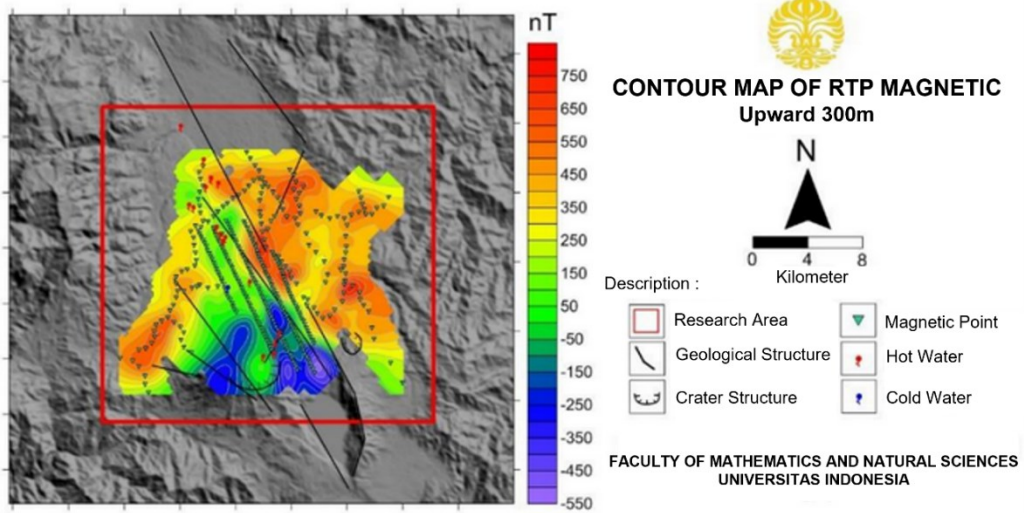 nT
750
650
550
450
350
250
150
50
-50
-150
-250
-350
-450
-550
CONTOUR MAP OF RTP MAGNETIC
Upward 300m
N
0 4 8
Kilometer
Description :
Research Area
Magnetic Point
Geological Structure
Hot Water
Crater Structure
Cold Water
FACULTY OF MATHEMATICS AND NATURAL SCIENCES
UNIVERSITAS INDONESIA